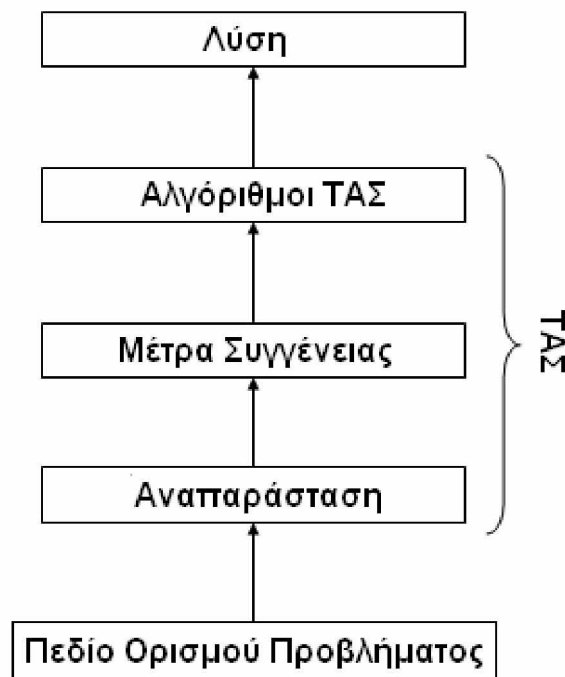 Λύση
Αλγόριθμοι ΤΑΣ
Μέτρα Συγγένειας
ΤΑΣ
Αναπαράσταση
Πεδίο Ορισμού Προβλήματος